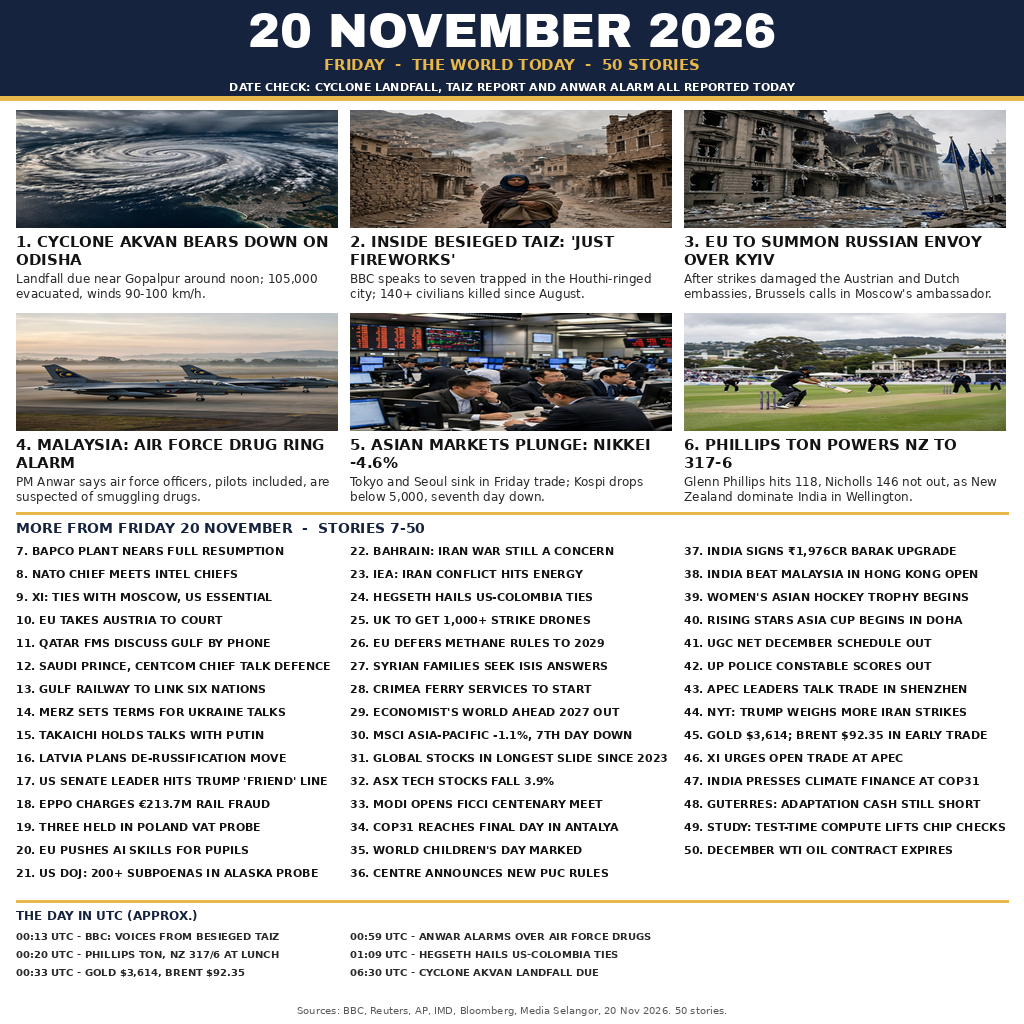 20 NOVEMBER 2026
FRIDAY - THE WORLD TODAY - 50 STORIES
DATE CHECK: CYCLONE LANDFALL, TAIZ REPORT AND ANWAR ALARM ALL REPORTED TODAY
1. CYCLONE AKVAN BEARS DOWN ON
ODISHA
Landfall due near Gopalpur around noon; 105,000
evacuated, winds 90-100 km/h.
2. INSIDE BESIEGED TAIZ: 'JUST
FIREWORKS'
BBC speaks to seven trapped in the Houthi-ringed
city; 140+ civilians killed since August.
3. EU TO SUMMON RUSSIAN ENVOY
OVER KYIV
After strikes damaged the Austrian and Dutch
embassies, Brussels calls in Moscow's ambassador.
4. MALAYSIA: AIR FORCE DRUG RING
ALARM
PM Anwar says air force officers, pilots included, are
suspected of smuggling drugs.
5. ASIAN MARKETS PLUNGE: NIKKEI
-4.6%
Tokyo and Seoul sink in Friday trade; Kospi drops
below 5,000, seventh day down.
6. PHILLIPS TON POWERS NZ TO
317-6
Glenn Phillips hits 118, Nicholls 146 not out, as New
Zealand dominate India in Wellington.
MORE FROM FRIDAY 20 NOVEMBER - STORIES 7-50
7. BAPCO PLANT NEARS FULL RESUMPTION
8. NATO CHIEF MEETS INTEL CHIEFS
9. XI: TIES WITH MOSCOW, US ESSENTIAL
10. EU TAKES AUSTRIA TO COURT
11. QATAR FMS DISCUSS GULF BY PHONE
12. SAUDI PRINCE, CENTCOM CHIEF TALK DEFENCE
13. GULF RAILWAY TO LINK SIX NATIONS
14. MERZ SETS TERMS FOR UKRAINE TALKS
15. TAKAICHI HOLDS TALKS WITH PUTIN
16. LATVIA PLANS DE-RUSSIFICATION MOVE
17. US SENATE LEADER HITS TRUMP 'FRIEND' LINE
18. EPPO CHARGES €213.7M RAIL FRAUD
19. THREE HELD IN POLAND VAT PROBE
20. EU PUSHES AI SKILLS FOR PUPILS
21. US DOJ: 200+ SUBPOENAS IN ALASKA PROBE
22. BAHRAIN: IRAN WAR STILL A CONCERN
23. IEA: IRAN CONFLICT HITS ENERGY
24. HEGSETH HAILS US-COLOMBIA TIES
25. UK TO GET 1,000+ STRIKE DRONES
26. EU DEFERS METHANE RULES TO 2029
27. SYRIAN FAMILIES SEEK ISIS ANSWERS
28. CRIMEA FERRY SERVICES TO START
29. ECONOMIST'S WORLD AHEAD 2027 OUT
30. MSCI ASIA-PACIFIC -1.1%, 7TH DAY DOWN
31. GLOBAL STOCKS IN LONGEST SLIDE SINCE 2023
32. ASX TECH STOCKS FALL 3.9%
33. MODI OPENS FICCI CENTENARY MEET
34. COP31 REACHES FINAL DAY IN ANTALYA
35. WORLD CHILDREN'S DAY MARKED
36. CENTRE ANNOUNCES NEW PUC RULES
37. INDIA SIGNS ₹1,976CR BARAK UPGRADE
38. INDIA BEAT MALAYSIA IN HONG KONG OPEN
39. WOMEN'S ASIAN HOCKEY TROPHY BEGINS
40. RISING STARS ASIA CUP BEGINS IN DOHA
41. UGC NET DECEMBER SCHEDULE OUT
42. UP POLICE CONSTABLE SCORES OUT
43. APEC LEADERS TALK TRADE IN SHENZHEN
44. NYT: TRUMP WEIGHS MORE IRAN STRIKES
45. GOLD $3,614; BRENT $92.35 IN EARLY TRADE
46. XI URGES OPEN TRADE AT APEC
47. INDIA PRESSES CLIMATE FINANCE AT COP31
48. GUTERRES: ADAPTATION CASH STILL SHORT
49. STUDY: TEST-TIME COMPUTE LIFTS CHIP CHECKS
50. DECEMBER WTI OIL CONTRACT EXPIRES
THE DAY IN UTC (APPROX.)
00:13 UTC - BBC: VOICES FROM BESIEGED TAIZ
00:20 UTC - PHILLIPS TON, NZ 317/6 AT LUNCH
00:33 UTC - GOLD $3,614, BRENT $92.35
00:59 UTC - ANWAR ALARMS OVER AIR FORCE DRUGS
01:09 UTC - HEGSETH HAILS US-COLOMBIA TIES
06:30 UTC - CYCLONE AKVAN LANDFALL DUE
Sources: BBC, Reuters, AP, IMD, Bloomberg, Media Selangor, 20 Nov 2026. 50 stories.